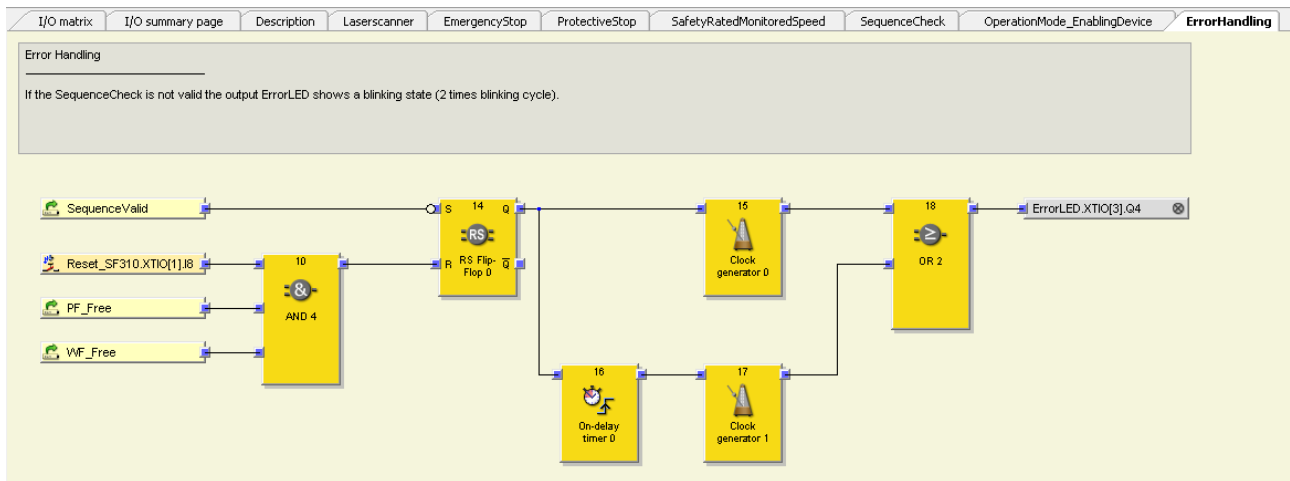 I/O matrix
I/O summary page
Description
Laserscanner
EmergencyStop
ProtectiveStop
SafetyRatedMonitoredSpeed
SequenceCheck
OperationMode_EnablingDevice
ErrorHandling
Error Handling
If the SequenceCheck is not valid the output ErrorLED shows a blinking state (2 times blinking cycle).
SequenceValid
Reset_SF310.XTIO[1].I8
PF_Free
WF_Free
10
&
AND 4
14
S
Q
RS
R
RS Flip-
Flop 0
Q
15
Clock
generator 0
16
On-delay
timer 0
17
Clock
generator 1
18
≥
OR 2
ErrorLED.XTIO[3].Q4